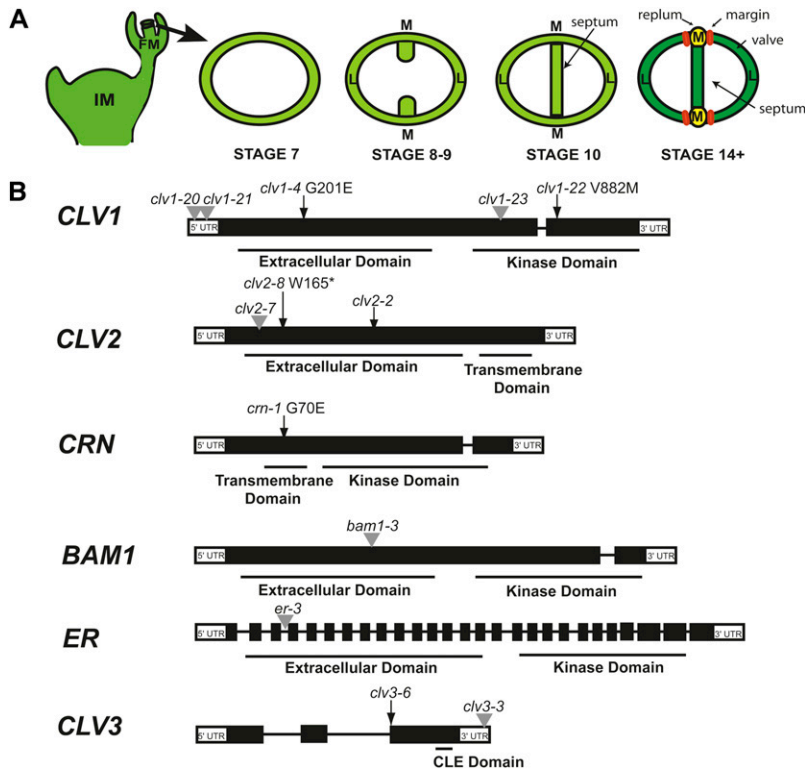 A
IM
FM
STAGE 7
M
L L
M
STAGE 8-9
M
septum
L L
M
STAGE 10
replum margin
M
valve
L L
septum
M
STAGE 14+
B
CLV1
clv1-20 clv1-21 clv1-4 G201E clv1-23 clv1-22 V882M
5' UTR 3' UTR
Extracellular Domain Kinase Domain
CLV2
clv2-8 W165*
clv2-7 clv2-2
5' UTR 3' UTR
Extracellular Domain Transmembrane
Domain
CRN
crn-1 G70E
5' UTR 3' UTR
Transmembrane Kinase Domain
Domain
BAM1
bam1-3
5' UTR 3' UTR
Extracellular Domain Kinase Domain
ER
er-3
5' UTR 3' UTR
Extracellular Domain Kinase Domain
CLV3
clv3-6 clv3-3
5' UTR 3' UTR
CLE Domain